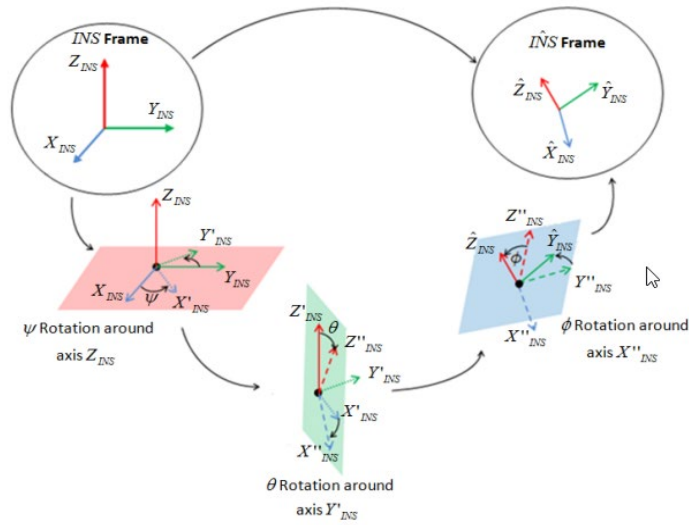 INS Frame
Z_INS
Y_INS
X_INS
IN̂S Frame
Ẑ_INS
Ŷ_INS
X̂_INS
Z_INS
Y'_INS
Y_INS
X_INS
ψ
X'_INS
ψ Rotation around
axis Z_INS
Z'_INS
θ
Z''_INS
Y'_INS
X'_INS
X''_INS
θ Rotation around
axis Y'_INS
Z''_INS
Ẑ_INS
ϕ
Ŷ_INS
Y''_INS
X''_INS
ϕ Rotation around
axis X''_INS